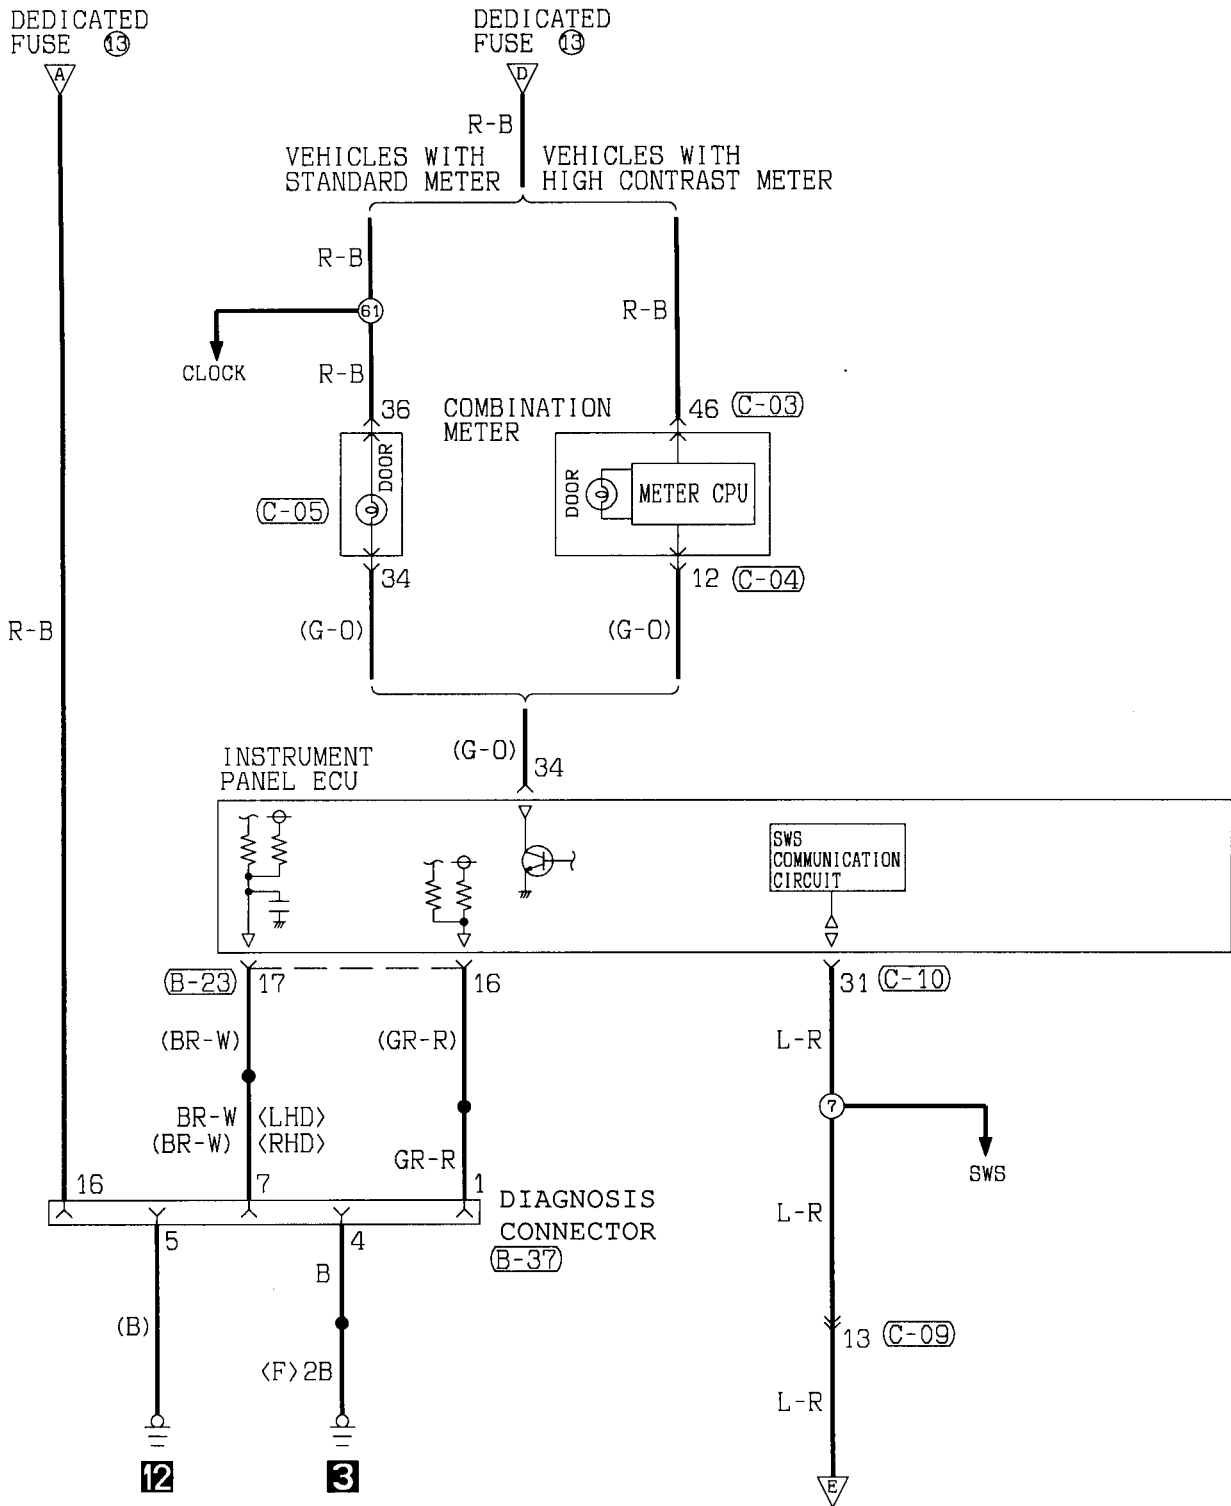 DEDICATED
FUSE 13
A
DEDICATED
FUSE 13
D
R-B
VEHICLES WITH
STANDARD METER
VEHICLES WITH
HIGH CONTRAST METER
R-B
61
R-B
CLOCK
R-B
36
COMBINATION
METER
46 C-03
DOOR
C-05
DOOR
METER CPU
34
12 C-04
R-B
(G-O)
(G-O)
(G-O)
34
INSTRUMENT
PANEL ECU
SWS
COMMUNICATION
CIRCUIT
B-23 17
16
31 C-10
(BR-W)
(GR-R)
L-R
BR-W <LHD>
(BR-W) <RHD>
7
SWS
GR-R
16
7
1
DIAGNOSIS
CONNECTOR
B-37
L-R
5
4
B
(B)
13 C-09
<F>2B
L-R
12
3
E